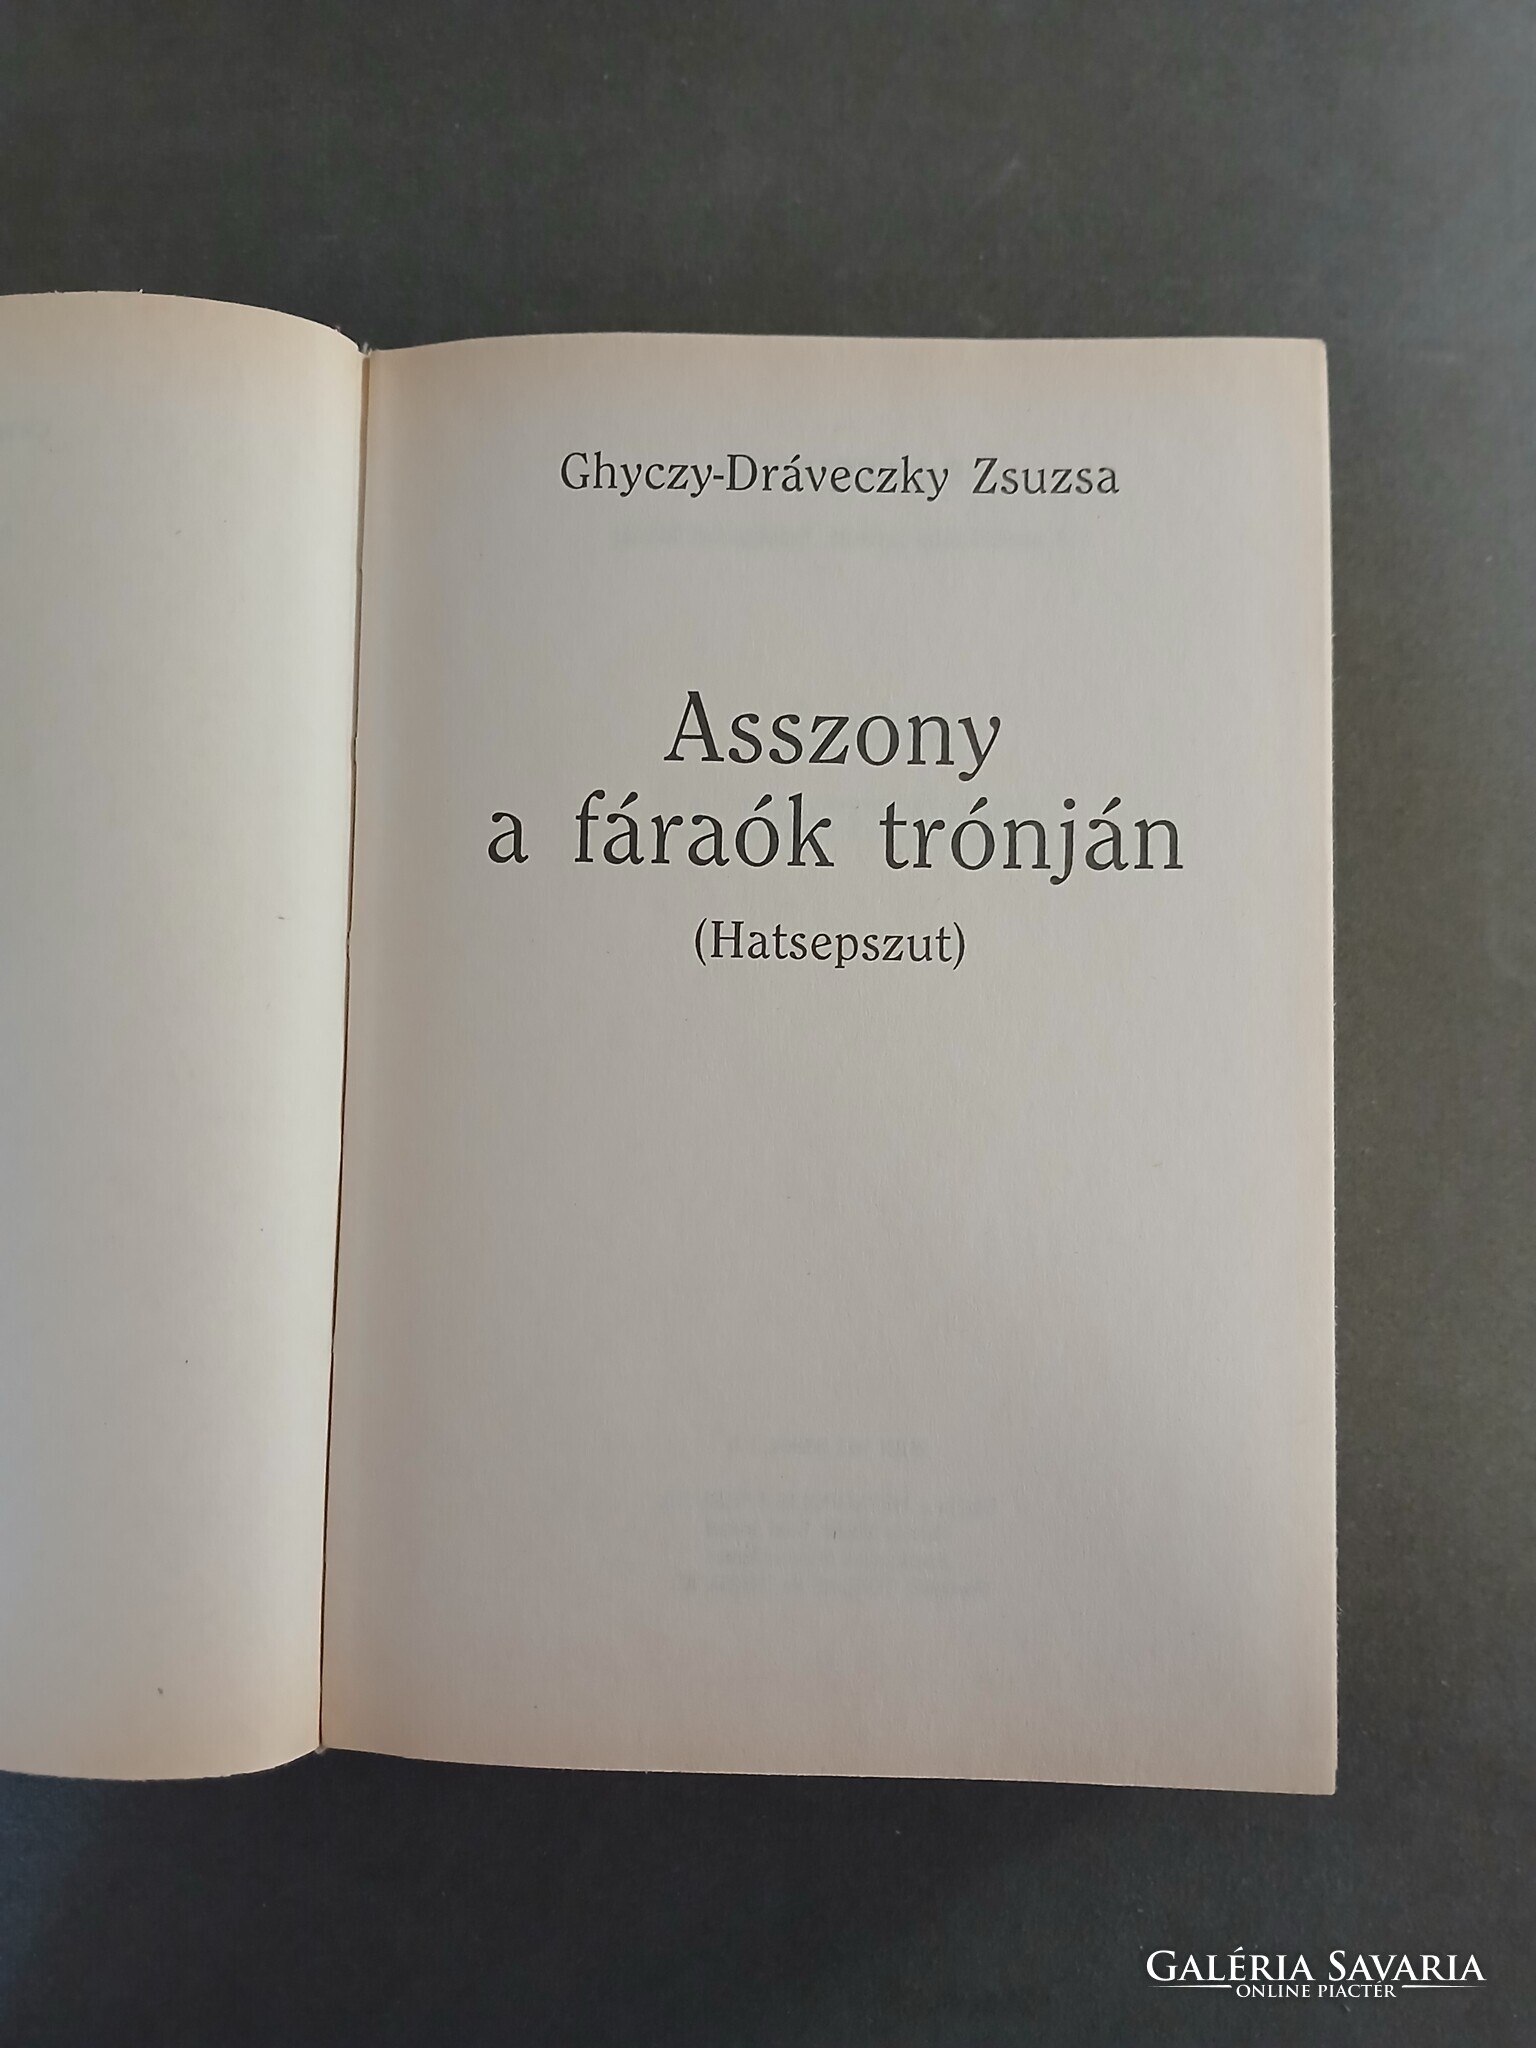 Ghyczy-Dráveczky Zsuzsa
Asszony
a fáraók trónján
(Hatsepszut)
GALÉRIA SAVARIA
ONLINE PIACTÉR